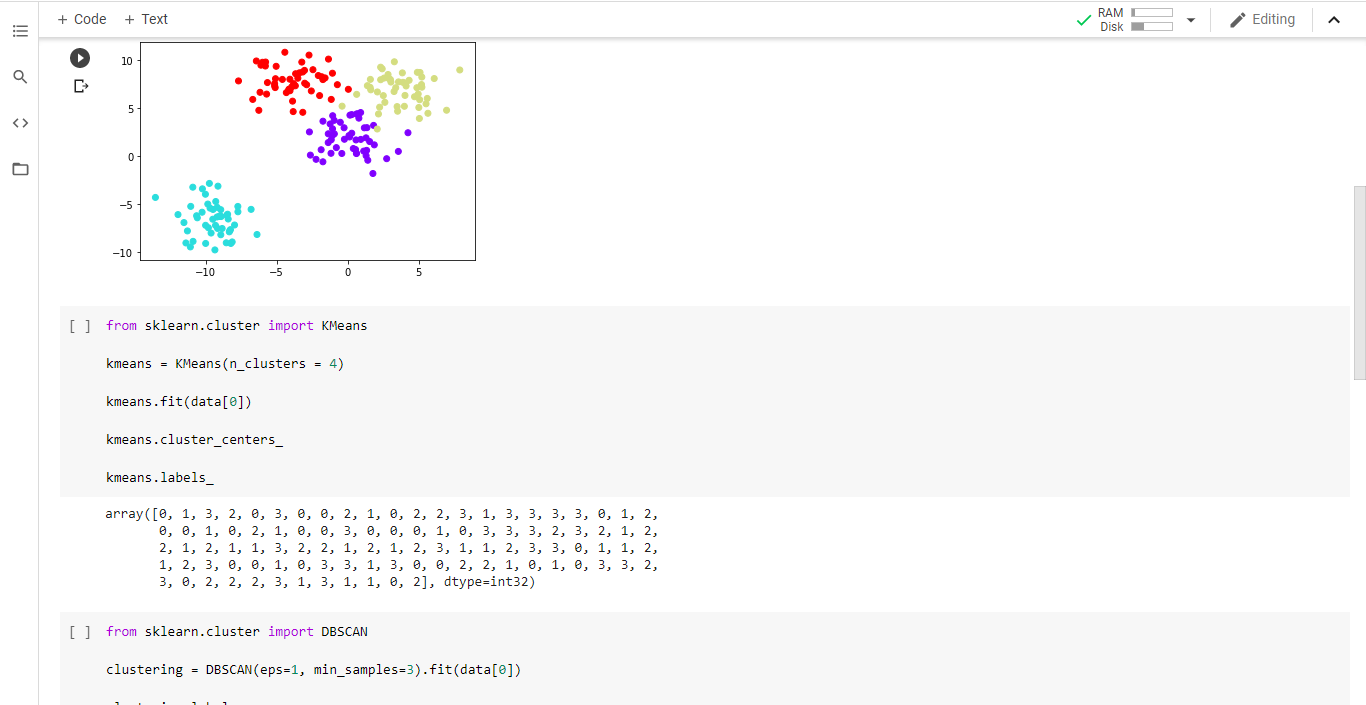 + Code + Text
RAM
Disk
Editing
10
5
0
−5
−10
−10 −5 0 5
[ ] from sklearn.cluster import KMeans
kmeans = KMeans(n_clusters = 4)
kmeans.fit(data[0])
kmeans.cluster_centers_
kmeans.labels_
array([0, 1, 3, 2, 0, 3, 0, 0, 2, 1, 0, 2, 2, 3, 1, 3, 3, 3, 3, 0, 1, 2,
0, 0, 1, 0, 2, 1, 0, 0, 3, 0, 0, 0, 1, 0, 3, 3, 3, 2, 3, 2, 1, 2,
2, 1, 2, 1, 1, 3, 2, 2, 1, 2, 1, 2, 3, 1, 1, 2, 3, 3, 0, 1, 1, 2,
1, 2, 3, 0, 0, 1, 0, 3, 3, 1, 3, 0, 0, 2, 2, 1, 0, 1, 0, 3, 3, 2,
3, 0, 2, 2, 2, 3, 1, 3, 1, 1, 0, 2], dtype=int32)
[ ] from sklearn.cluster import DBSCAN
clustering = DBSCAN(eps=1, min_samples=3).fit(data[0])